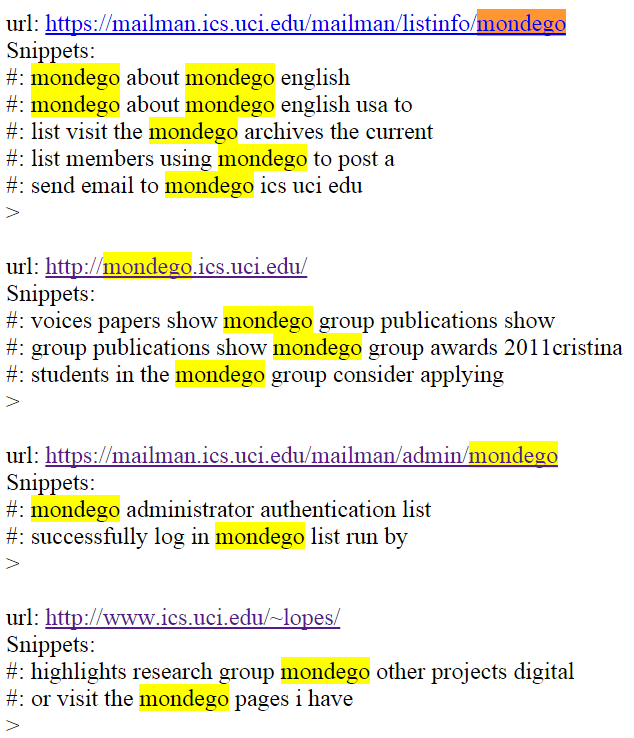 url: https://mailman.ics.uci.edu/mailman/listinfo/mondego
Snippets:
#: mondego about mondego english
#: mondego about mondego english usa to
#: list visit the mondego archives the current
#: list members using mondego to post a
#: send email to mondego ics uci edu
>
url: http://mondego.ics.uci.edu/
Snippets:
#: voices papers show mondego group publications show
#: group publications show mondego group awards 2011cristina
#: students in the mondego group consider applying
>
url: https://mailman.ics.uci.edu/mailman/admin/mondego
Snippets:
#: mondego administrator authentication list
#: successfully log in mondego list run by
>
url: http://www.ics.uci.edu/~lopes/
Snippets:
#: highlights research group mondego other projects digital
#: or visit the mondego pages i have
>